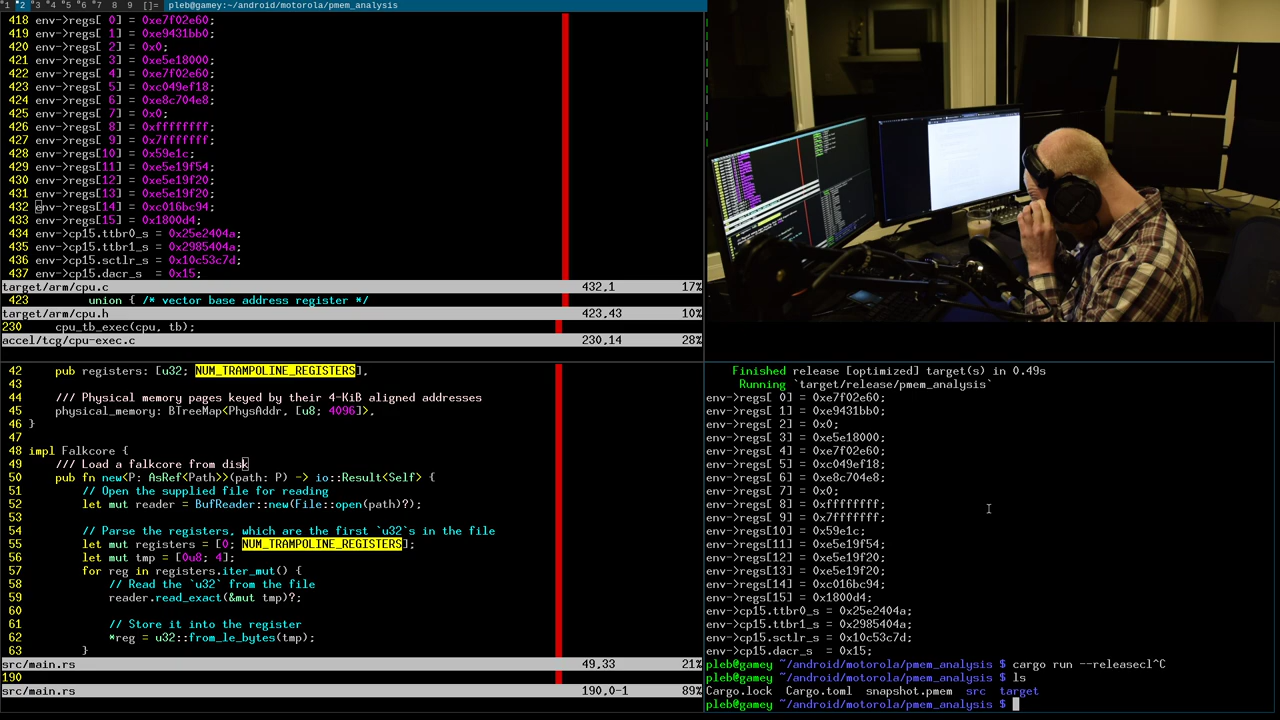 1 2 3 4 5 6 7 8 9 []= pleb@gamey:~/android/motorola/pmem_analysis
418 env->regs[ 0] = 0xe7f02e60;
419 env->regs[ 1] = 0xe9431bb0;
420 env->regs[ 2] = 0x0;
421 env->regs[ 3] = 0xe5e18000;
422 env->regs[ 4] = 0xe7f02e60;
423 env->regs[ 5] = 0xc049ef18;
424 env->regs[ 6] = 0xe8c704e8;
425 env->regs[ 7] = 0x0;
426 env->regs[ 8] = 0xffffffff;
427 env->regs[ 9] = 0x7fffffff;
428 env->regs[10] = 0x59e1c;
429 env->regs[11] = 0xe5e19f54;
430 env->regs[12] = 0xe5e19f20;
431 env->regs[13] = 0xe5e19f20;
432 env->regs[14] = 0xc016bc94;
433 env->regs[15] = 0x1800d4;
434 env->cp15.ttbr0_s = 0x25e2404a;
435 env->cp15.ttbr1_s = 0x2985404a;
436 env->cp15.sctlr_s = 0x10c53c7d;
437 env->cp15.dacr_s  = 0x15;
target/arm/cpu.c 432,1 17%
423 union { /* vector base address register */
target/arm/cpu.h 423,43 10%
230 cpu_tb_exec(cpu, tb);
accel/tcg/cpu-exec.c 230,14 28%
42 pub registers: [u32; NUM_TRAMPOLINE_REGISTERS],
43
44 /// Physical memory pages keyed by their 4-KiB aligned addresses
45 physical_memory: BTreeMap<PhysAddr, [u8; 4096]>,
46 }
47
48 impl Falkcore {
49 /// Load a falkcore from disk
50 pub fn new<P: AsRef<Path>>(path: P) -> io::Result<Self> {
51 // Open the supplied file for reading
52 let mut reader = BufReader::new(File::open(path)?);
53
54 // Parse the registers, which are the first `u32`s in the file
55 let mut registers = [0; NUM_TRAMPOLINE_REGISTERS];
56 let mut tmp = [0u8; 4];
57 for reg in registers.iter_mut() {
58 // Read the `u32` from the file
59 reader.read_exact(&mut tmp)?;
60
61 // Store it into the register
62 *reg = u32::from_le_bytes(tmp);
63 }
src/main.rs 49,33 21%
190
src/main.rs 190,0-1 89%
Finished release [optimized] target(s) in 0.49s
Running `target/release/pmem_analysis`
env->regs[ 0] = 0xe7f02e60;
env->regs[ 1] = 0xe9431bb0;
env->regs[ 2] = 0x0;
env->regs[ 3] = 0xe5e18000;
env->regs[ 4] = 0xe7f02e60;
env->regs[ 5] = 0xc049ef18;
env->regs[ 6] = 0xe8c704e8;
env->regs[ 7] = 0x0;
env->regs[ 8] = 0xffffffff;
env->regs[ 9] = 0x7fffffff;
env->regs[10] = 0x59e1c;
env->regs[11] = 0xe5e19f54;
env->regs[12] = 0xe5e19f20;
env->regs[13] = 0xe5e19f20;
env->regs[14] = 0xc016bc94;
env->regs[15] = 0x1800d4;
env->cp15.ttbr0_s = 0x25e2404a;
env->cp15.ttbr1_s = 0x2985404a;
env->cp15.sctlr_s = 0x10c53c7d;
env->cp15.dacr_s  = 0x15;
pleb@gamey ~/android/motorola/pmem_analysis $ cargo run --releasecl^C
pleb@gamey ~/android/motorola/pmem_analysis $ ls
Cargo.lock  Cargo.toml  snapshot.pmem  src  target
pleb@gamey ~/android/motorola/pmem_analysis $